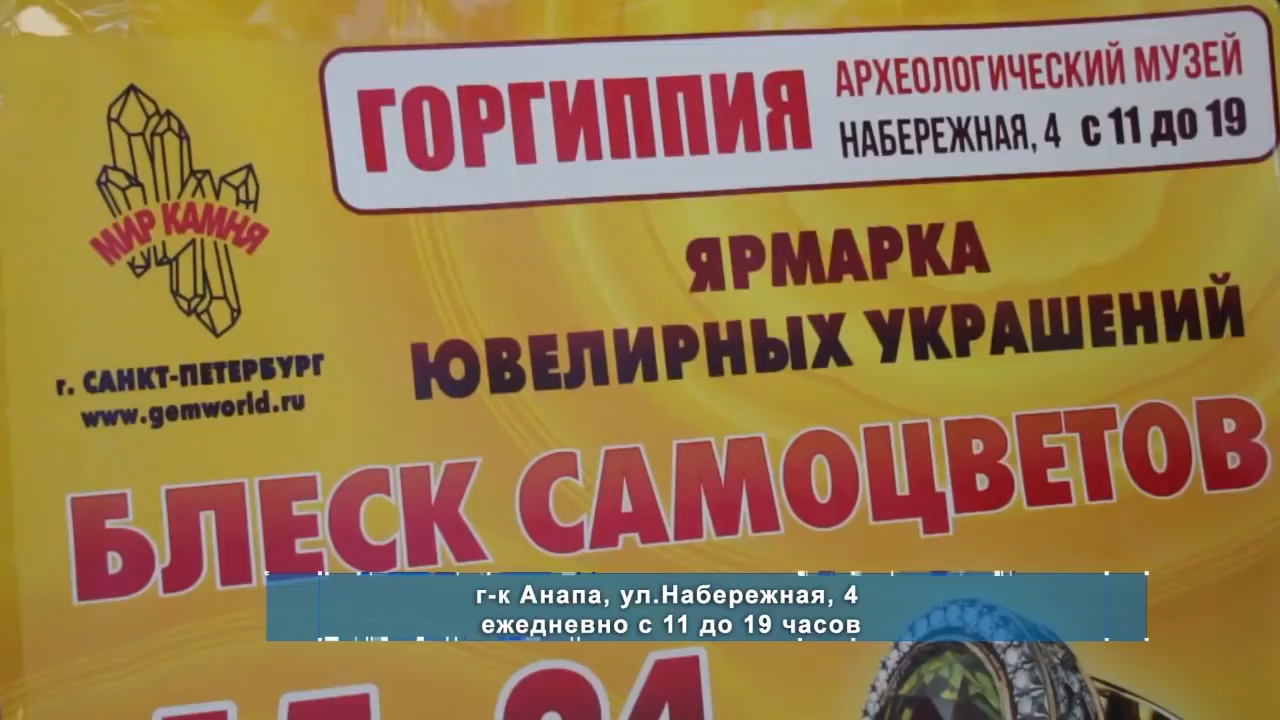 ГОРГИППИЯ
АРХЕОЛОГИЧЕСКИЙ МУЗЕЙ
НАБЕРЕЖНАЯ, 4 с 11 до 19
МИР КАМНЯ
г. САНКТ-ПЕТЕРБУРГ
www.gemworld.ru
ЯРМАРКА
ЮВЕЛИРНЫХ УКРАШЕНИЙ
БЛЕСК САМОЦВЕТОВ
г-к Анапа, ул.Набережная, 4
ежедневно с 11 до 19 часов